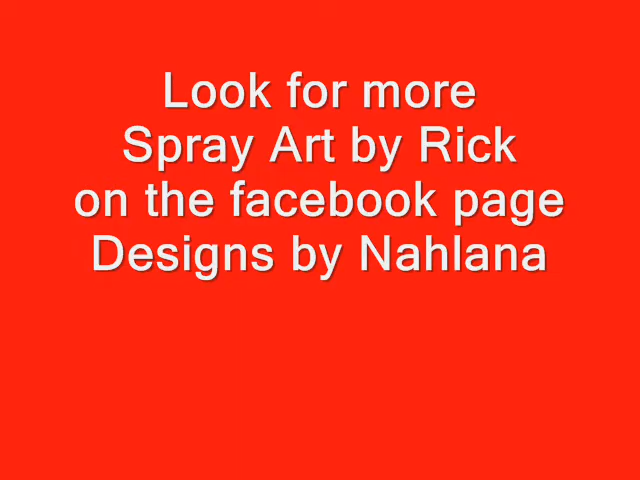 Look for more
Spray Art by Rick
on the facebook page
Designs by Nahlana